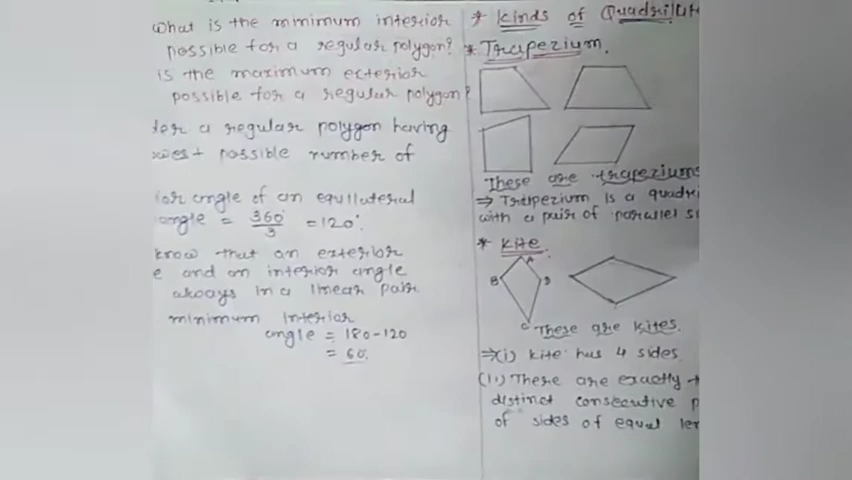 What is the minimum interior
possible for a regular polygon?
is the maximum exterior
possible for a regular polygon?
der a regular polygon having
west possible number of
ior angle of an equilateral
angle = 360°/3 = 120°.
know that an exterior
e and an interior angle
always in a linear pair
minimum interior
angle = 180-120
= 60.
* Kinds of Quadrilate
* Trapezium.
These are trapeziums
⇒ Trapezium is a quadri
with a pair of parallel si
* Kite.
A
B
D
C
These are kites.
⇒(i) Kite has 4 sides.
(ii) There are exactly t
distinct consecutive p
of sides of equal len